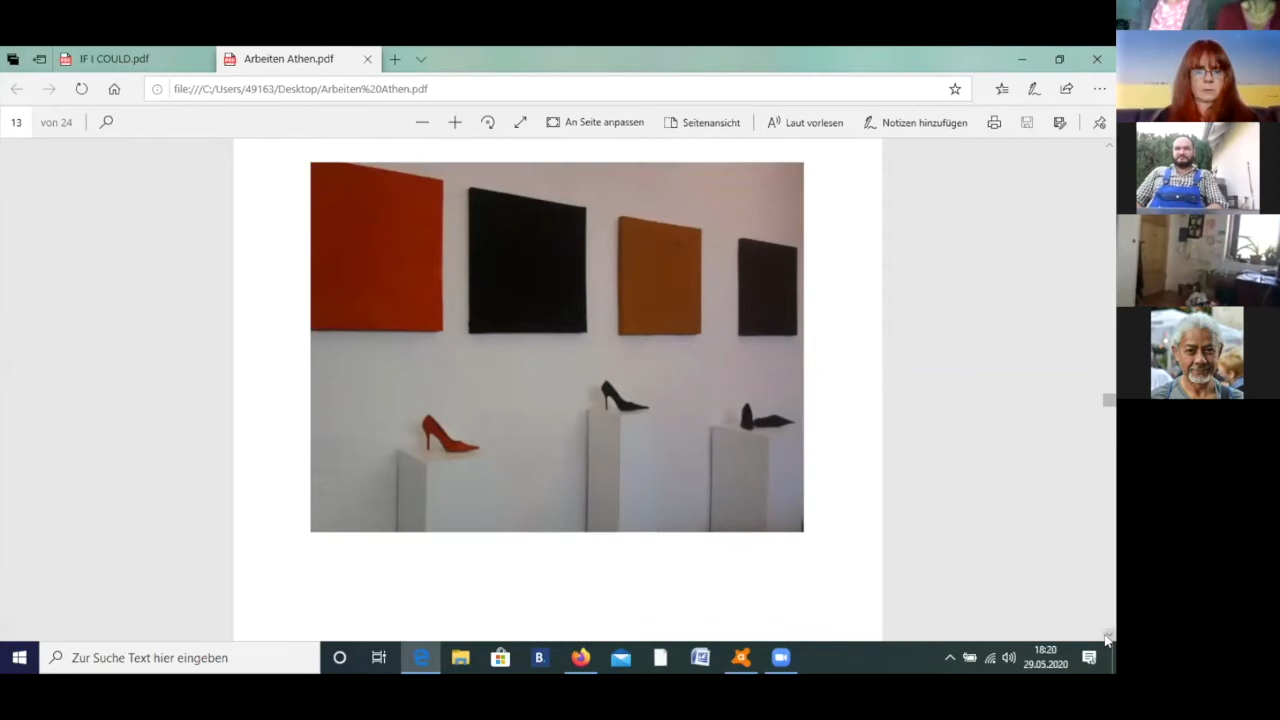 IF I COULD.pdf
Arbeiten Athen.pdf
file:///C:/Users/49163/Desktop/Arbeiten%20Athen.pdf
13 von 24
An Seite anpassen
Seitenansicht
Laut vorlesen
Notizen hinzufügen
Zur Suche Text hier eingeben
B.
18:20
29.05.2020